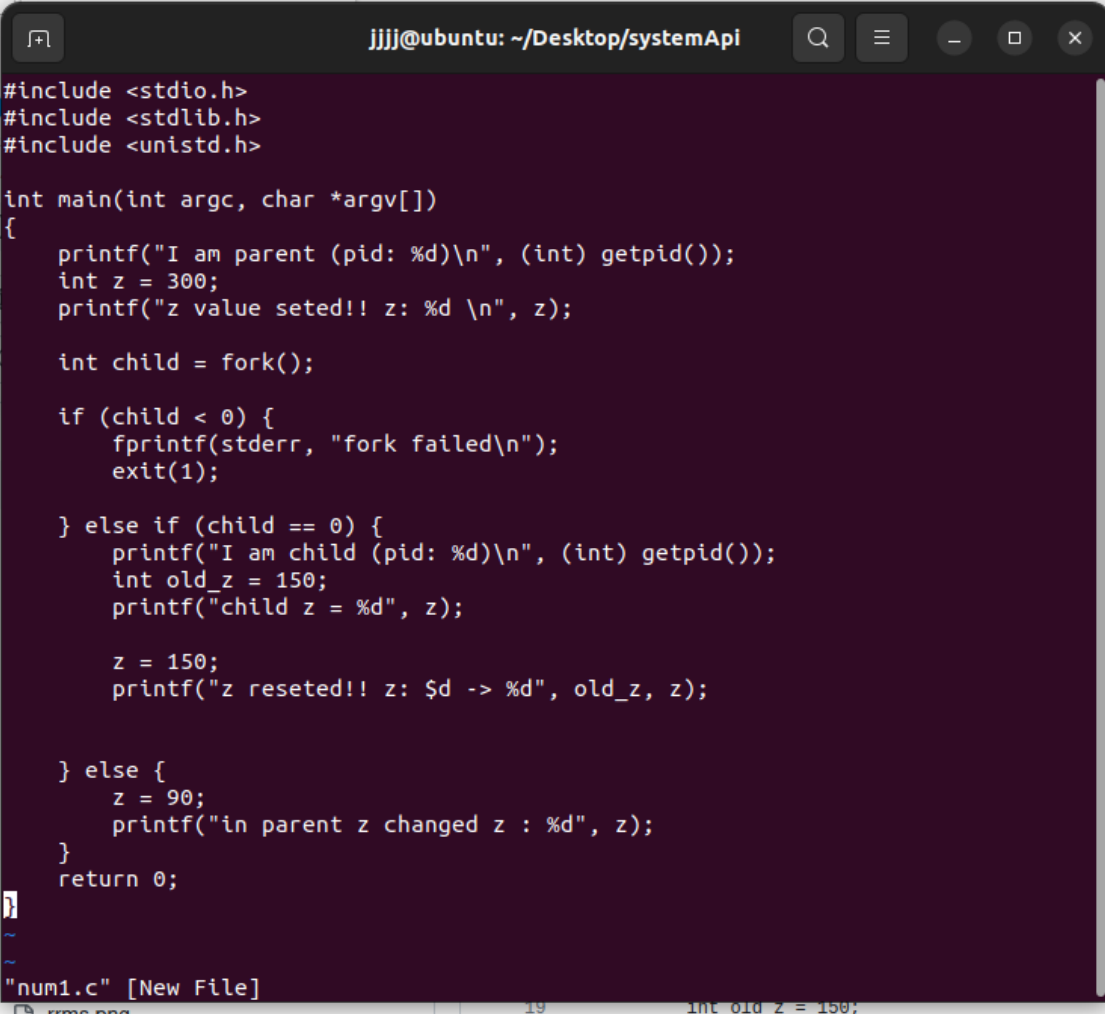 jjjj@ubuntu: ~/Desktop/systemApi
#include <stdio.h>
#include <stdlib.h>
#include <unistd.h>
int main(int argc, char *argv[])
{
    printf("I am parent (pid: %d)\n", (int) getpid());
    int z = 300;
    printf("z value seted!! z: %d \n", z);
    int child = fork();
    if (child < 0) {
        fprintf(stderr, "fork failed\n");
        exit(1);
    } else if (child == 0) {
        printf("I am child (pid: %d)\n", (int) getpid());
        int old_z = 150;
        printf("child z = %d", z);
        z = 150;
        printf("z reseted!! z: $d -> %d", old_z, z);
    } else {
        z = 90;
        printf("in parent z changed z : %d", z);
    }
    return 0;
}
~
~
"num1.c" [New File]
rrms.png
19 int old z = 150;